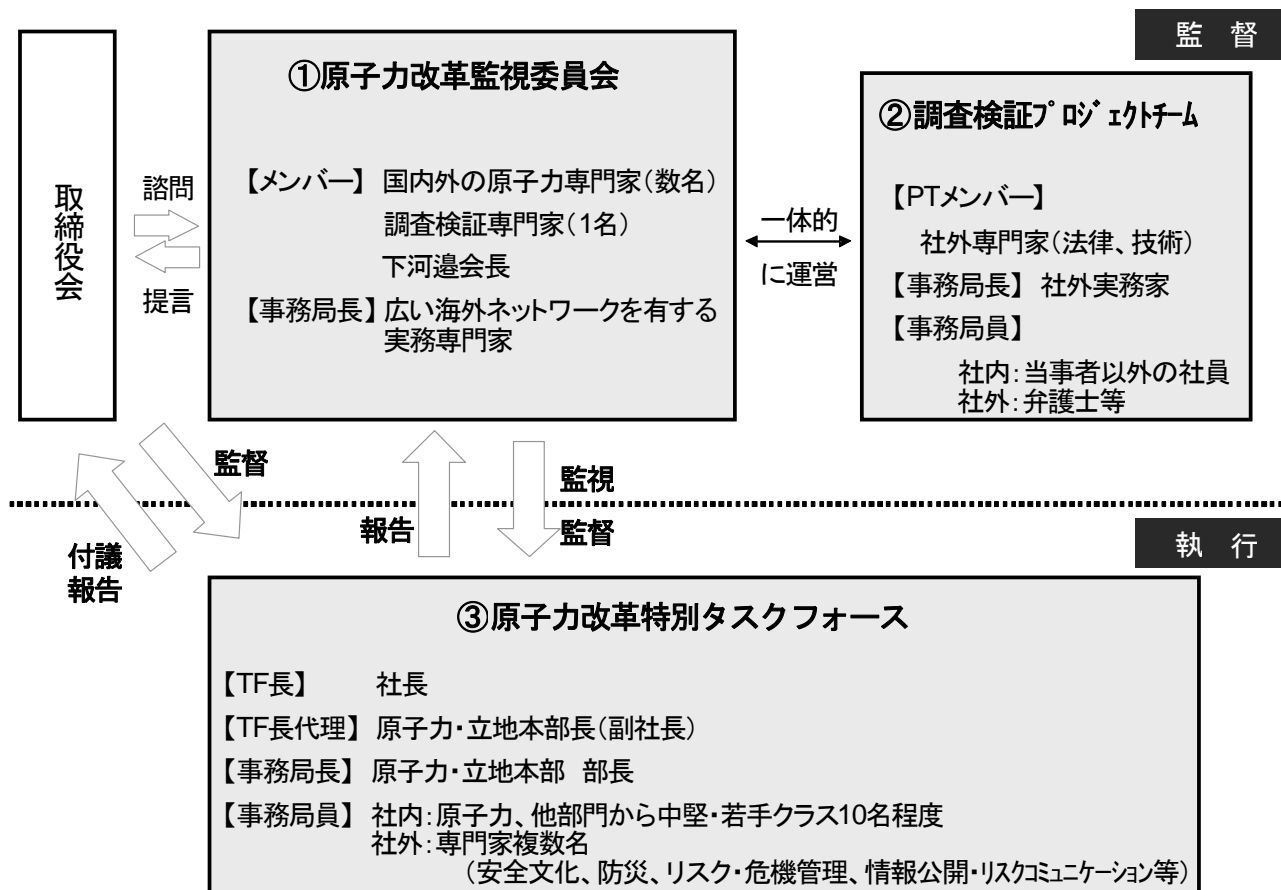 監 督
①原子力改革監視委員会
【メンバー】 国内外の原子力専門家(数名)
調査検証専門家(1名)
下河邉会長
【事務局長】 広い海外ネットワークを有する
実務専門家
②調査検証プロジェクトチーム
【PTメンバー】
社外専門家(法律、技術)
【事務局長】 社外実務家
【事務局員】
社内:当事者以外の社員
社外:弁護士等
取締役会
諮問
提言
一体的
に運営
監督
監視
報告
監督
付議
報告
執 行
③原子力改革特別タスクフォース
【TF長】 社長
【TF長代理】 原子力・立地本部長(副社長)
【事務局長】 原子力・立地本部 部長
【事務局員】 社内:原子力、他部門から中堅・若手クラス10名程度
社外:専門家複数名
(安全文化、防災、リスク・危機管理、情報公開・リスクコミュニケーション等)